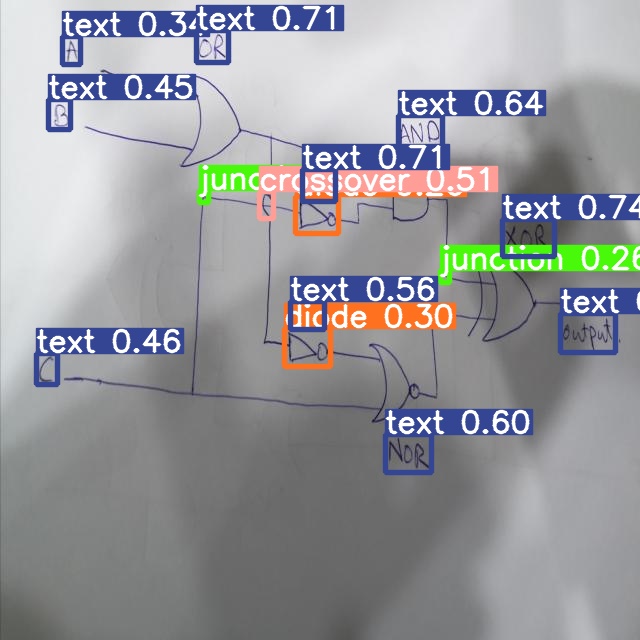 text 0.34
text 0.71
A
OR
text 0.45
B
text 0.64
AND
text 0.71
crossover 0.51
text 0.74
XOR
junction 0.26
text 0.56
diode 0.30
text
output
text 0.46
C
text 0.60
NOR